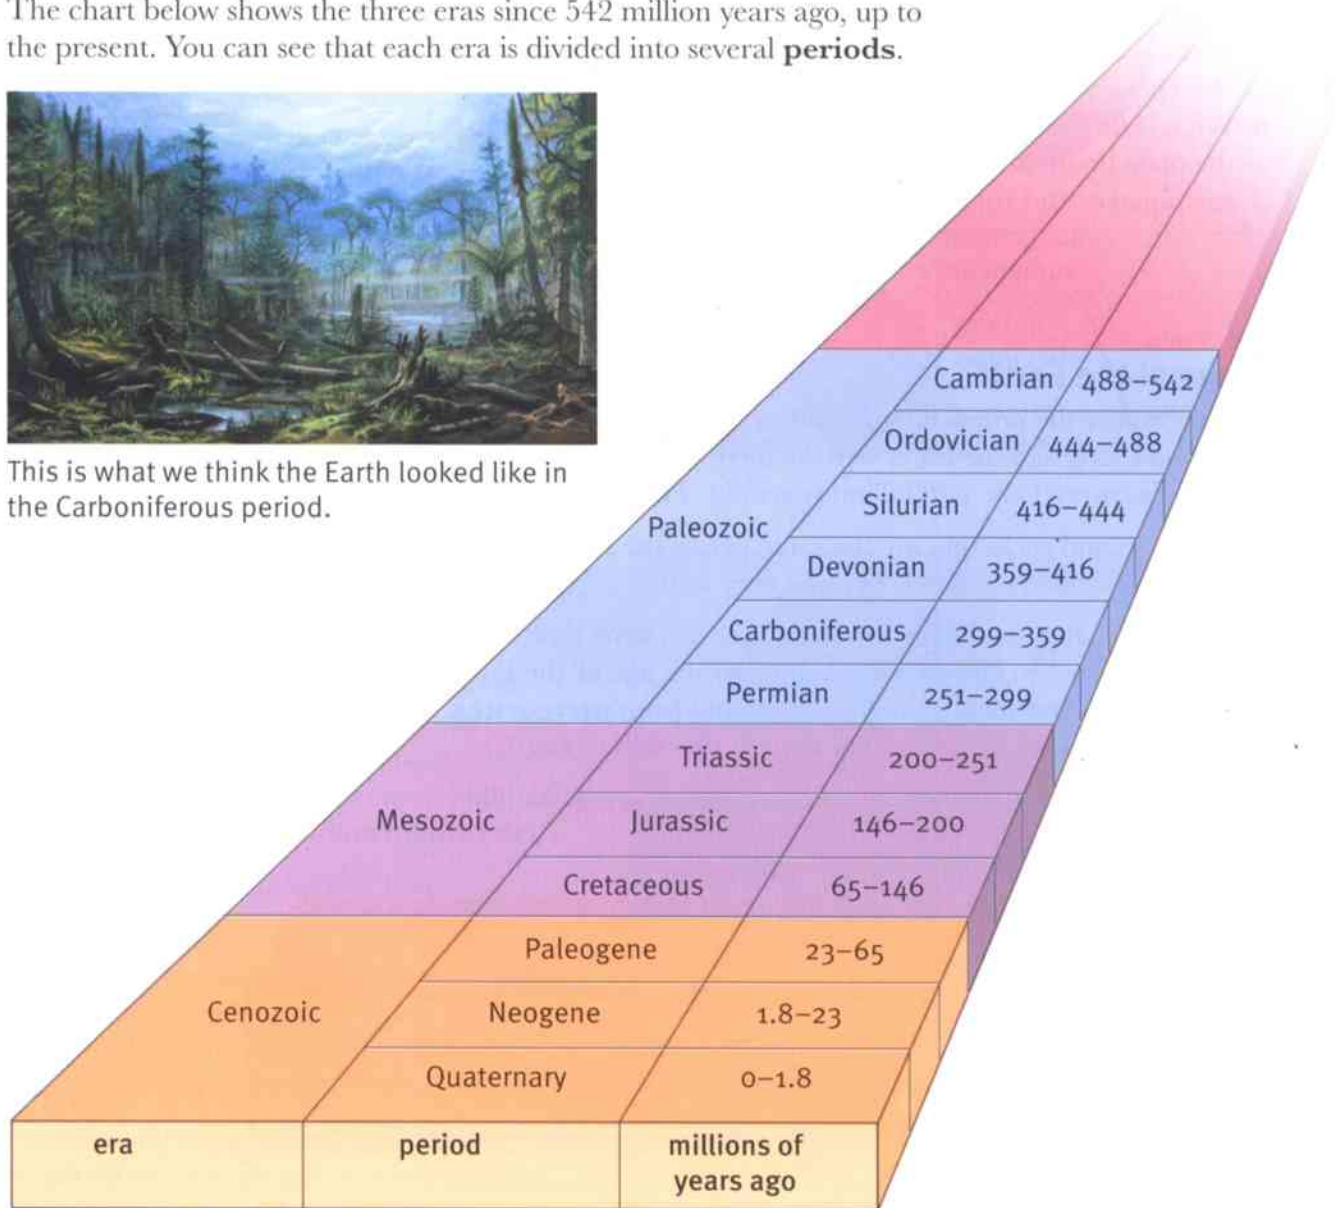 The chart below shows the three eras since 542 million years ago, up to
the present. You can see that each era is divided into several periods.
This is what we think the Earth looked like in
the Carboniferous period.
Cambrian 488–542
Ordovician 444–488
Silurian 416–444
Paleozoic
Devonian 359–416
Carboniferous 299–359
Permian 251–299
Triassic 200–251
Mesozoic Jurassic 146–200
Cretaceous 65–146
Paleogene 23–65
Cenozoic Neogene 1.8–23
Quaternary 0–1.8
era period millions of
years ago